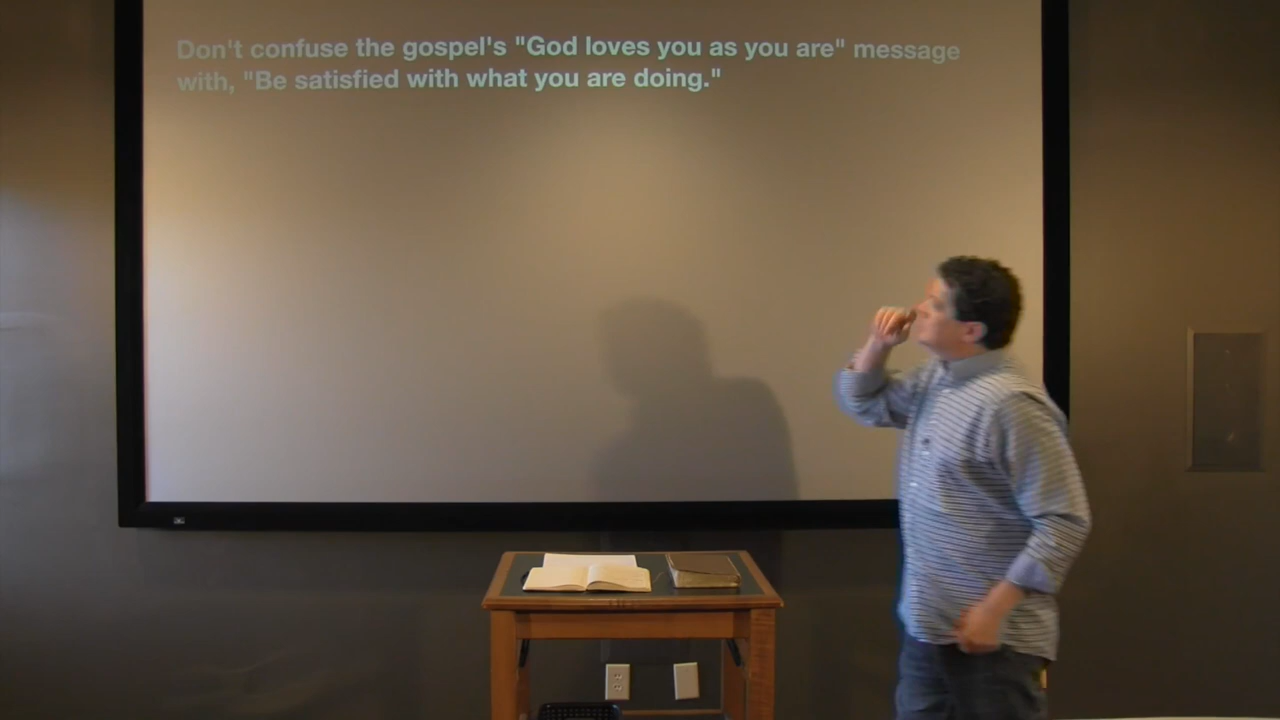 Don't confuse the gospel's "God loves you as you are" message
with, "Be satisfied with what you are doing."